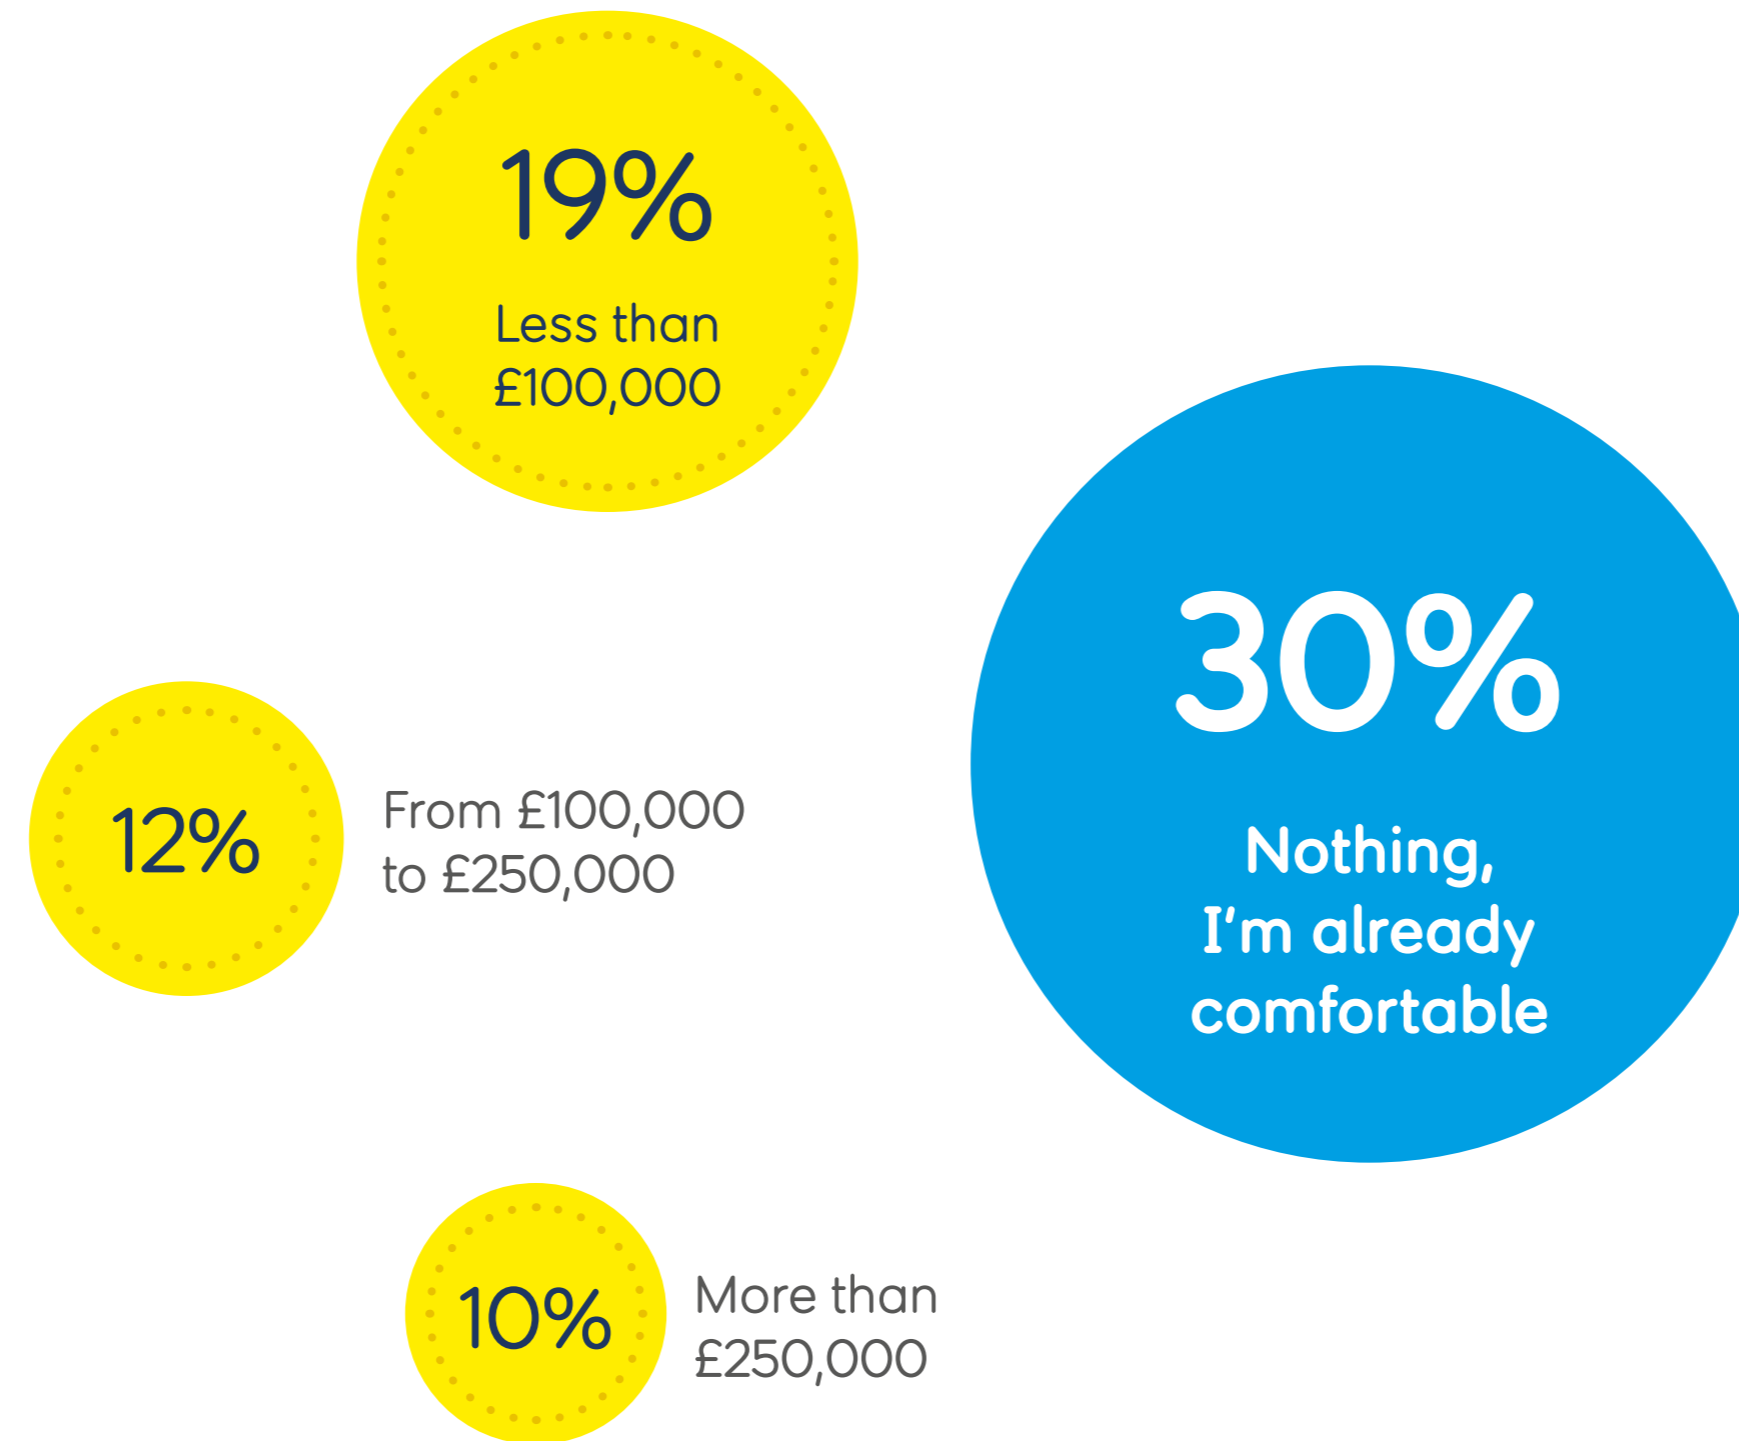 19%
Less than
£100,000
30%
Nothing,
I'm already
comfortable
12%
From £100,000
to £250,000
10%
More than
£250,000